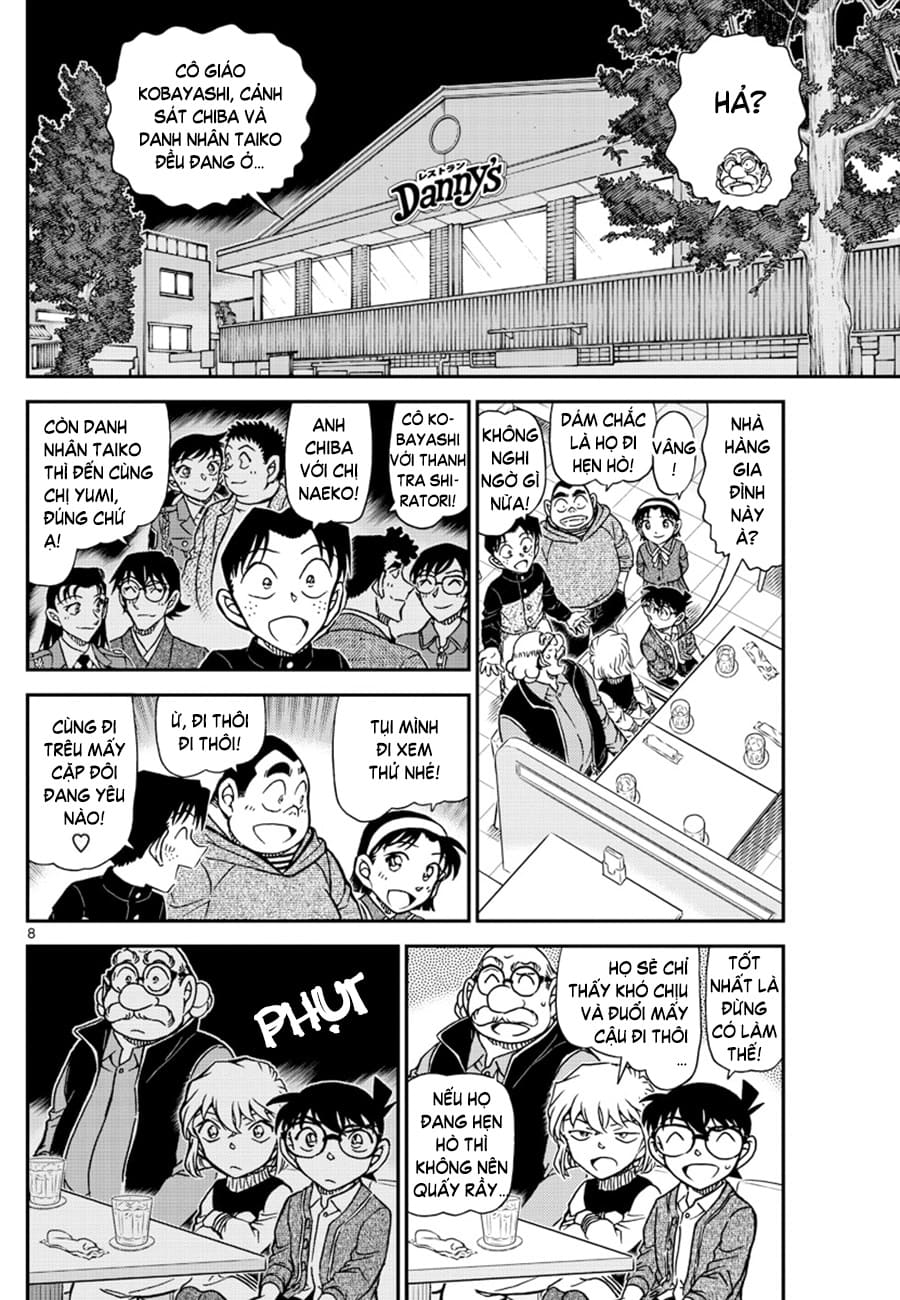 HẢ?
CÔ GIÁO
KOBAYASHI, CẢNH
SÁT CHIBA VÀ
DANH NHÂN TAIKO
ĐỀU ĐANG Ở...
レストラン
Danny's
NHÀ
HÀNG
GIA
ĐÌNH
NÀY
À?
VÂNG
!
DÁM CHẮC
LÀ HỌ ĐI
HẸN HÒ!
KHÔNG
NGHI
NGỜ GÌ
NỮA!
CÔ KO-
BAYASHI
VỚI THANH
TRA SHI-
RATORI!
ANH
CHIBA
VỚI CHỊ
NAEKO!
CÒN DANH
NHÂN TAIKO
THÌ ĐẾN CÙNG
CHỊ YUMI,
ĐÚNG CHỨ
Ạ!
TỤI MÌNH
ĐI XEM
THỬ NHÉ!
Ừ, ĐI THÔI
ĐI THÔI!
CÙNG ĐI
TRÊU MẤY
CẶP ĐÔI
ĐANG YÊU
NÀO!
♡
8
TỐT
NHẤT LÀ
ĐỪNG
CÓ LÀM
THẾ!
HỌ SẼ CHỈ
THẤY KHÓ CHỊU
VÀ ĐUỔI MẤY
CẬU ĐI THÔI
...
NẾU HỌ
ĐANG HẸN
HÒ THÌ
KHÔNG NÊN
QUẤY RẦY...
PHỤT